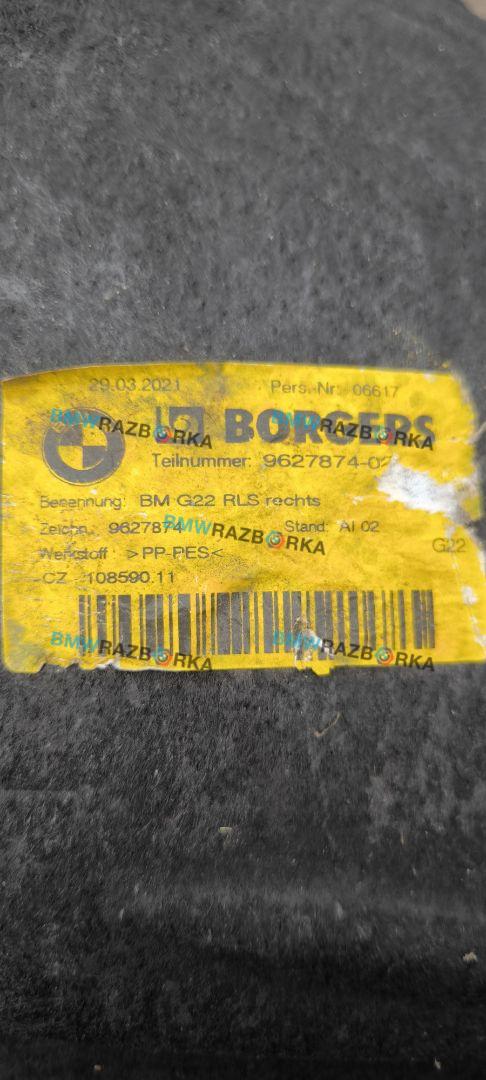 29.03.2021 Pers.-Nr: 06617
BORGERS
BMWRAZBORKA
BMWRAZBORKA
Teilnummer: 9627874-02
Benennung: BM G22 RLS rechts
Zeichn.: 9627874 Stand: AI 02
BMWRAZBORKA
G22
Werkstoff : >PP-PES<
CZ -108590.11
BMWRAZBORKA
BMWRAZBORKA